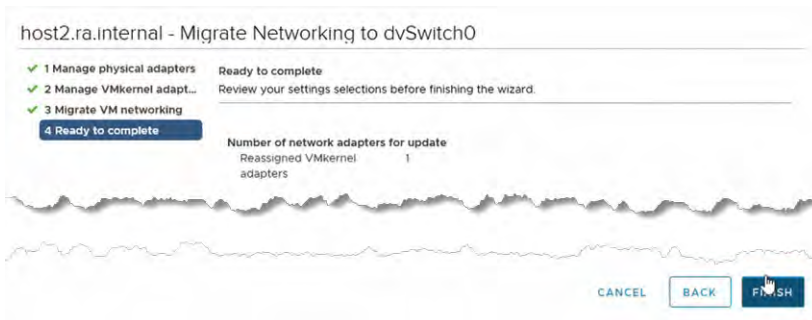 host2.ra.internal - Migrate Networking to dvSwitch0
1 Manage physical adapters
2 Manage VMkernel adapt...
3 Migrate VM networking
4 Ready to complete
Ready to complete
Review your settings selections before finishing the wizard.
Number of network adapters for update
Reassigned VMkernel 1
adapters
CANCEL BACK FINISH